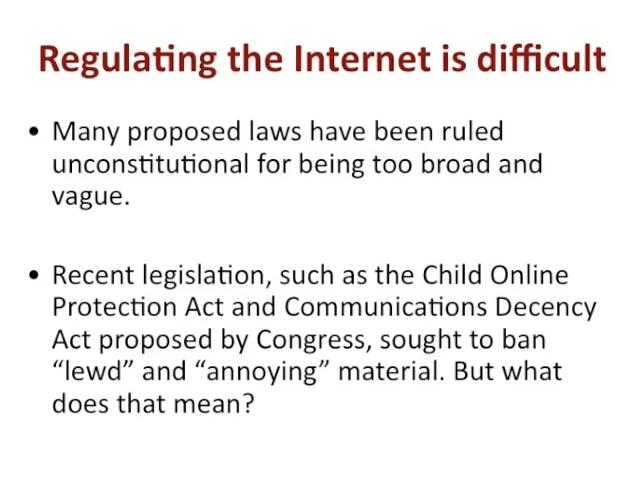 Regulating the Internet is difficult
• Many proposed laws have been ruled
unconstitutional for being too broad and
vague.
• Recent legislation, such as the Child Online
Protection Act and Communications Decency
Act proposed by Congress, sought to ban
“lewd” and “annoying” material. But what
does that mean?